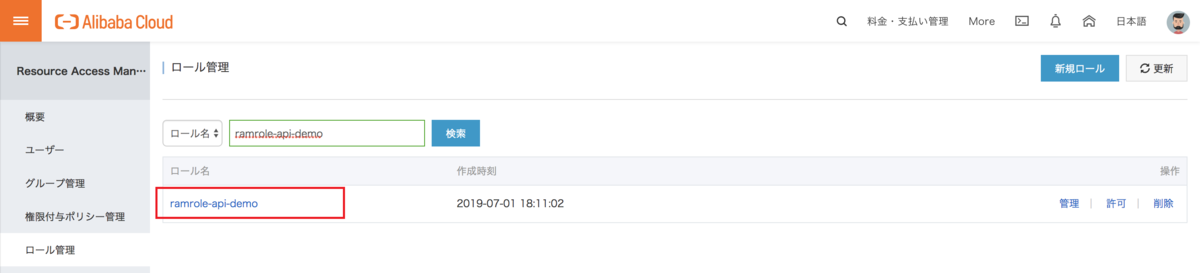 Alibaba Cloud
料金・支払い管理 More 日本語
Resource Access Man…
ロール管理
新規ロール 更新
概要
ユーザー
グループ管理
権限付与ポリシー管理
ロール管理
ロール名 ramrole-api-demo 検索
ロール名 作成時刻 操作
ramrole-api-demo 2019-07-01 18:11:02 管理 | 許可 | 削除